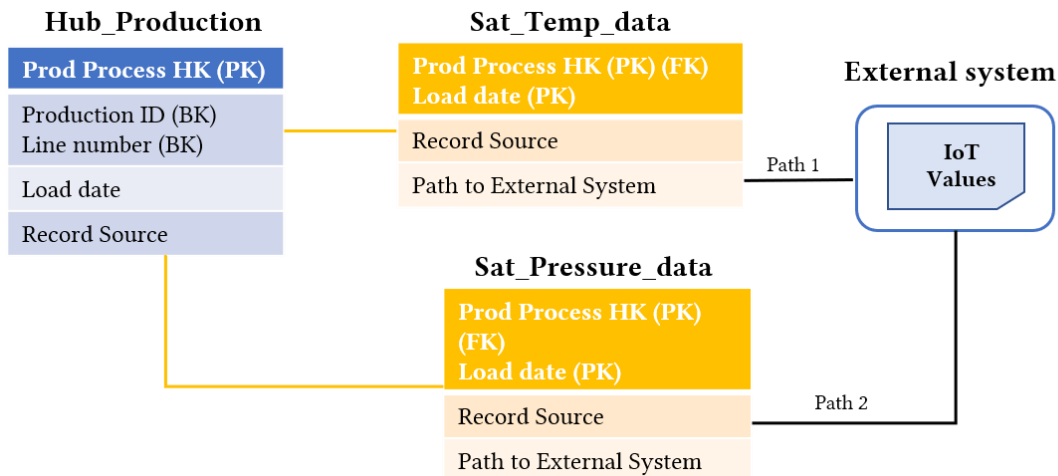 Hub_Production
Prod Process HK (PK)
Production ID (BK)
Line number (BK)
Load date
Record Source
Sat_Temp_data
Prod Process HK (PK) (FK)
Load date (PK)
Record Source
Path to External System
Path 1
External system
IoT
Values
Sat_Pressure_data
Prod Process HK (PK)
(FK)
Load date (PK)
Record Source
Path to External System
Path 2